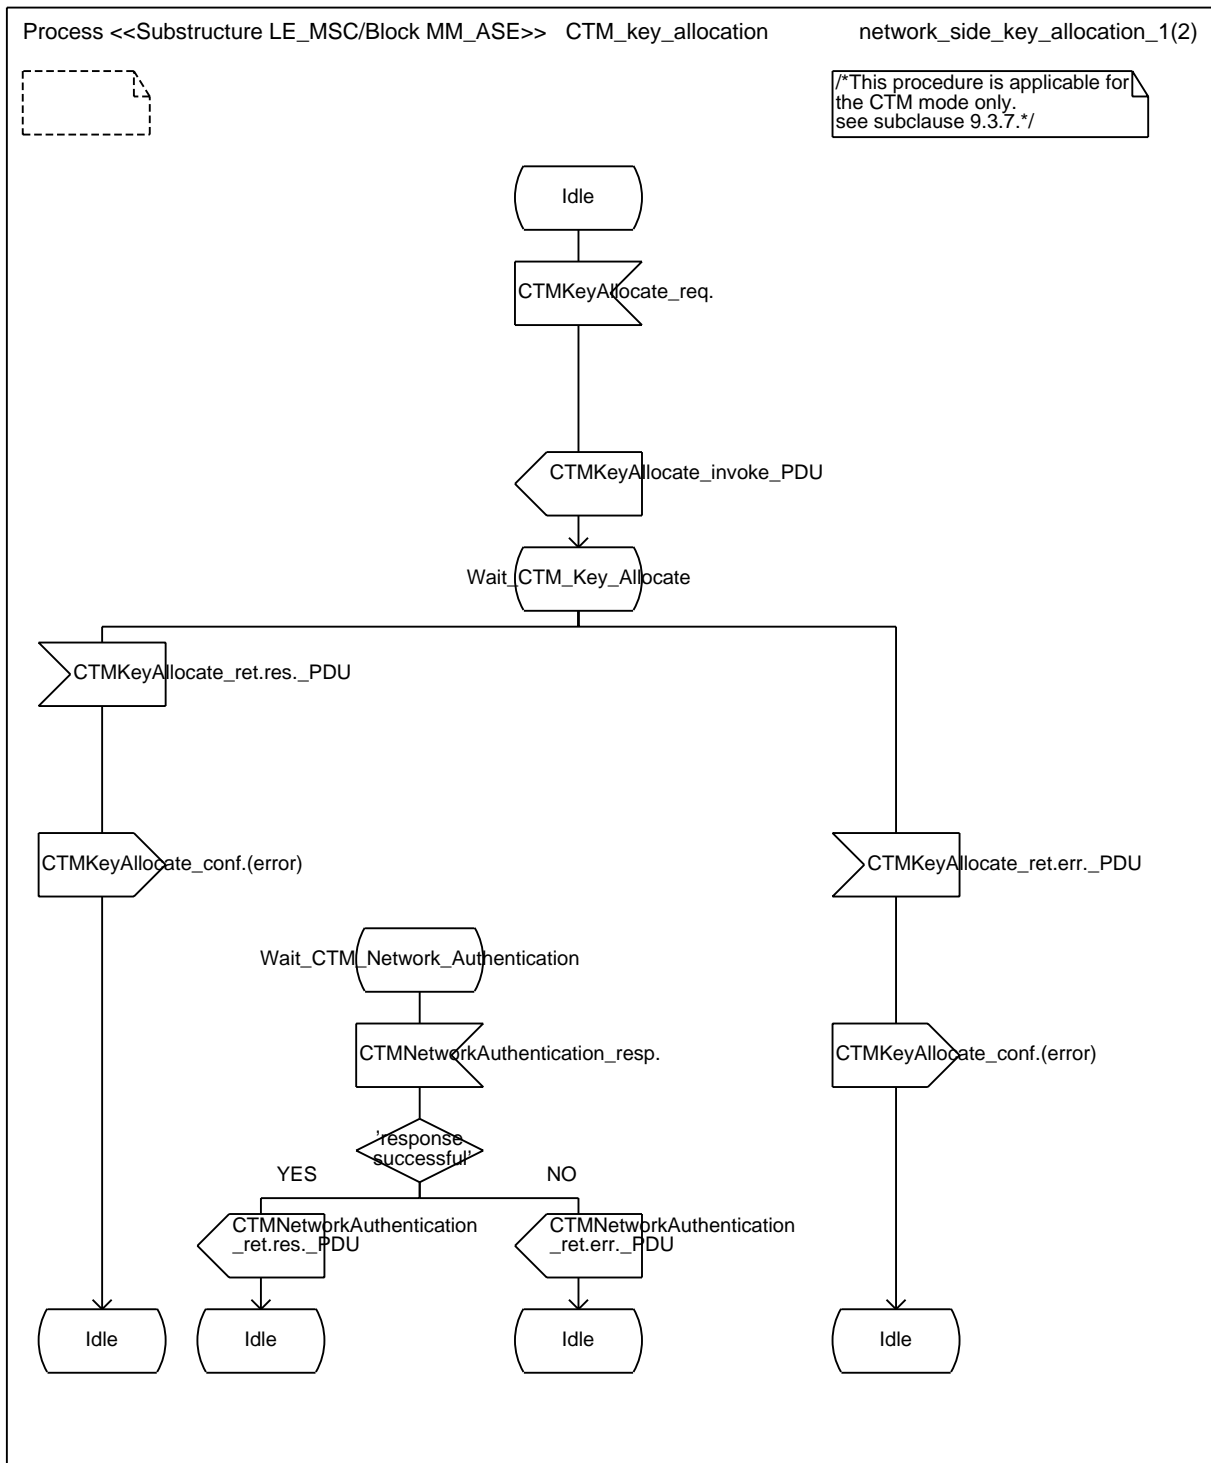 Process <<Substructure LE_MSC/Block MM_ASE>> CTM_key_allocation network_side_key_allocation_1(2)
/*This procedure is applicable for
the CTM mode only.
see subclause 9.3.7.*/
Idle
CTMKeyAllocate_req.
CTMKeyAllocate_invoke_PDU
Wait_CTM_Key_Allocate
CTMKeyAllocate_ret.res._PDU
CTMKeyAllocate_conf.(error)
CTMKeyAllocate_ret.err._PDU
Wait_CTM_Network_Authentication
CTMNetworkAuthentication_resp.
CTMKeyAllocate_conf.(error)
'response
successful'
YES
NO
CTMNetworkAuthentication
_ret.res._PDU
CTMNetworkAuthentication
_ret.err._PDU
Idle
Idle
Idle
Idle